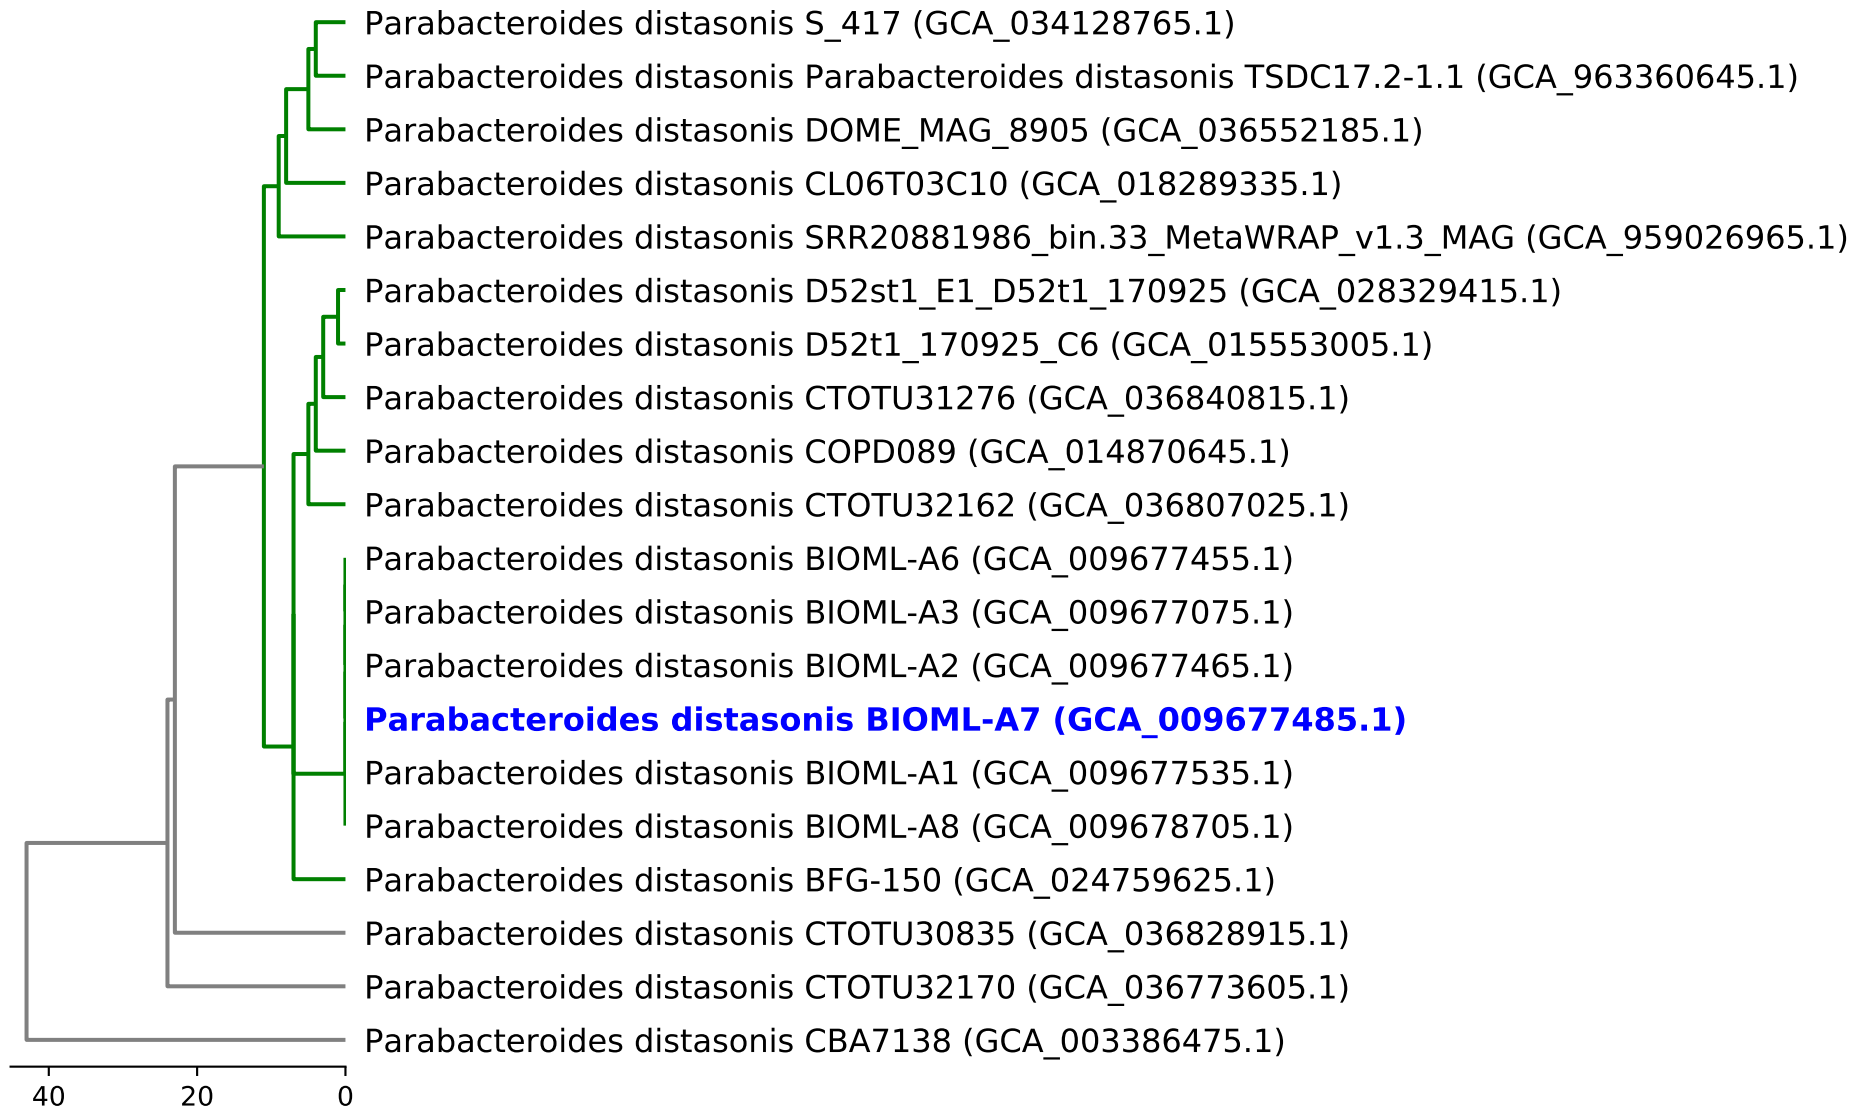 Parabacteroides distasonis S_417 (GCA_034128765.1)
Parabacteroides distasonis Parabacteroides distasonis TSDC17.2-1.1 (GCA_963360645.1)
Parabacteroides distasonis DOME_MAG_8905 (GCA_036552185.1)
Parabacteroides distasonis CL06T03C10 (GCA_018289335.1)
Parabacteroides distasonis SRR20881986_bin.33_MetaWRAP_v1.3_MAG (GCA_959026965.1)
Parabacteroides distasonis D52st1_E1_D52t1_170925 (GCA_028329415.1)
Parabacteroides distasonis D52t1_170925_C6 (GCA_015553005.1)
Parabacteroides distasonis CTOTU31276 (GCA_036840815.1)
Parabacteroides distasonis COPD089 (GCA_014870645.1)
Parabacteroides distasonis CTOTU32162 (GCA_036807025.1)
Parabacteroides distasonis BIOML-A6 (GCA_009677455.1)
Parabacteroides distasonis BIOML-A3 (GCA_009677075.1)
Parabacteroides distasonis BIOML-A2 (GCA_009677465.1)
Parabacteroides distasonis BIOML-A7 (GCA_009677485.1)
Parabacteroides distasonis BIOML-A1 (GCA_009677535.1)
Parabacteroides distasonis BIOML-A8 (GCA_009678705.1)
Parabacteroides distasonis BFG-150 (GCA_024759625.1)
Parabacteroides distasonis CTOTU30835 (GCA_036828915.1)
Parabacteroides distasonis CTOTU32170 (GCA_036773605.1)
Parabacteroides distasonis CBA7138 (GCA_003386475.1)
40 20 0